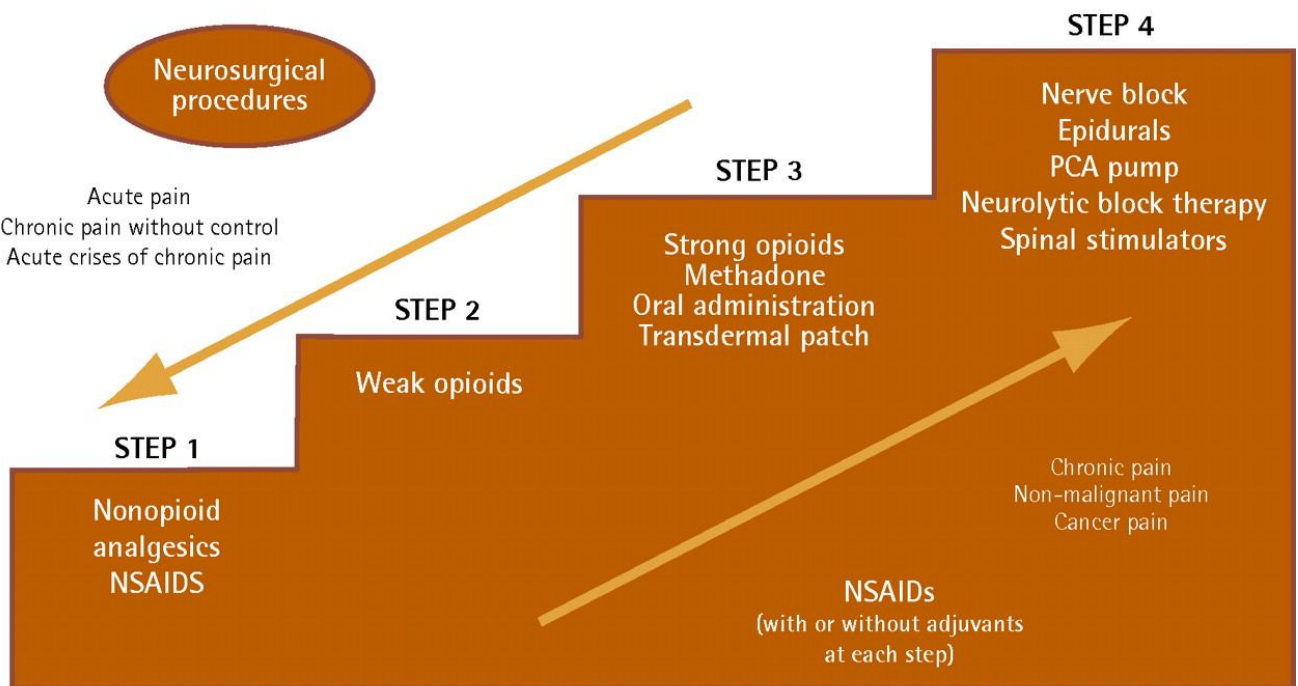 Neurosurgical
procedures
Acute pain
Chronic pain without control
Acute crises of chronic pain
STEP 1
Nonopioid
analgesics
NSAIDS
STEP 2
Weak opioids
STEP 3
Strong opioids
Methadone
Oral administration
Transdermal patch
STEP 4
Nerve block
Epidurals
PCA pump
Neurolytic block therapy
Spinal stimulators
Chronic pain
Non-malignant pain
Cancer pain
NSAIDs
(with or without adjuvants
at each step)